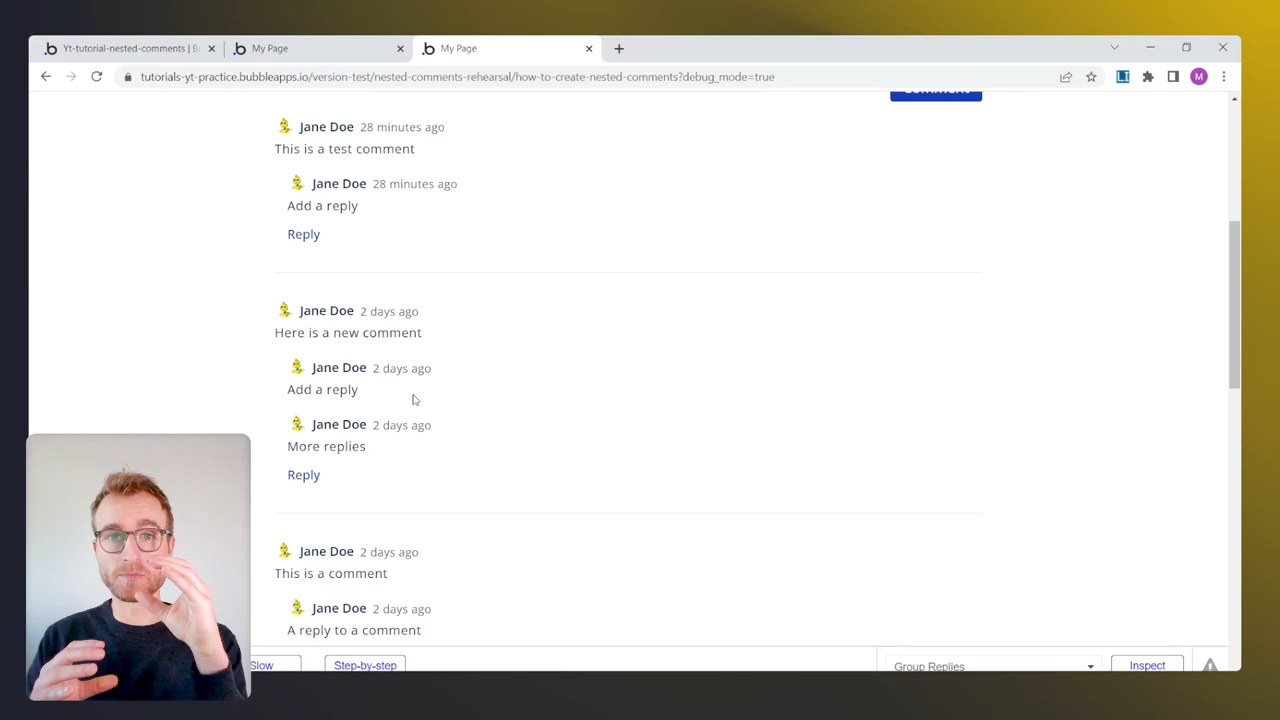 Yt-tutorial-nested-comments | B
My Page
My Page
tutorials-yt-practice.bubbleapps.io/version-test/nested-comments-rehearsal/how-to-create-nested-comments?debug_mode=true
M
Jane Doe 28 minutes ago
This is a test comment
Jane Doe 28 minutes ago
Add a reply
Reply
Jane Doe 2 days ago
Here is a new comment
Jane Doe 2 days ago
Add a reply
Jane Doe 2 days ago
More replies
Reply
Jane Doe 2 days ago
This is a comment
Jane Doe 2 days ago
A reply to a comment
Slow
Step-by-step
Group Replies
Inspect